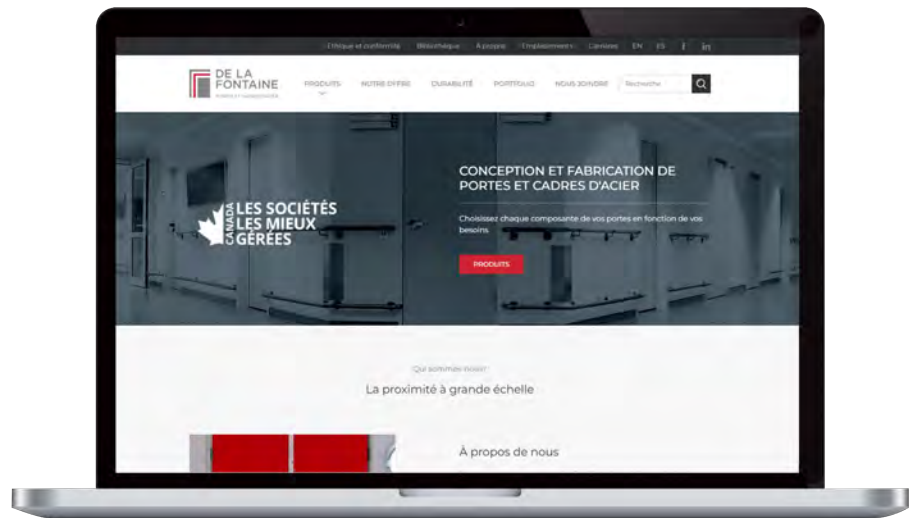 Éthique et conformité Bibliothèque À propos Emplacements Carrières EN ES f in
DE LA
FONTAINE
PRODUITS NOTRE OFFRE DURABILITÉ PORTFOLIO NOUS JOINDRE Recherche
CONCEPTION ET FABRICATION DE
PORTES ET CADRES D'ACIER
CANADA
LES SOCIÉTÉS
LES MIEUX
GÉRÉES
Choisissez chaque composante de vos portes en fonction de vos
besoins
PRODUITS
Qui sommes-nous?
La proximité à grande échelle
À propos de nous